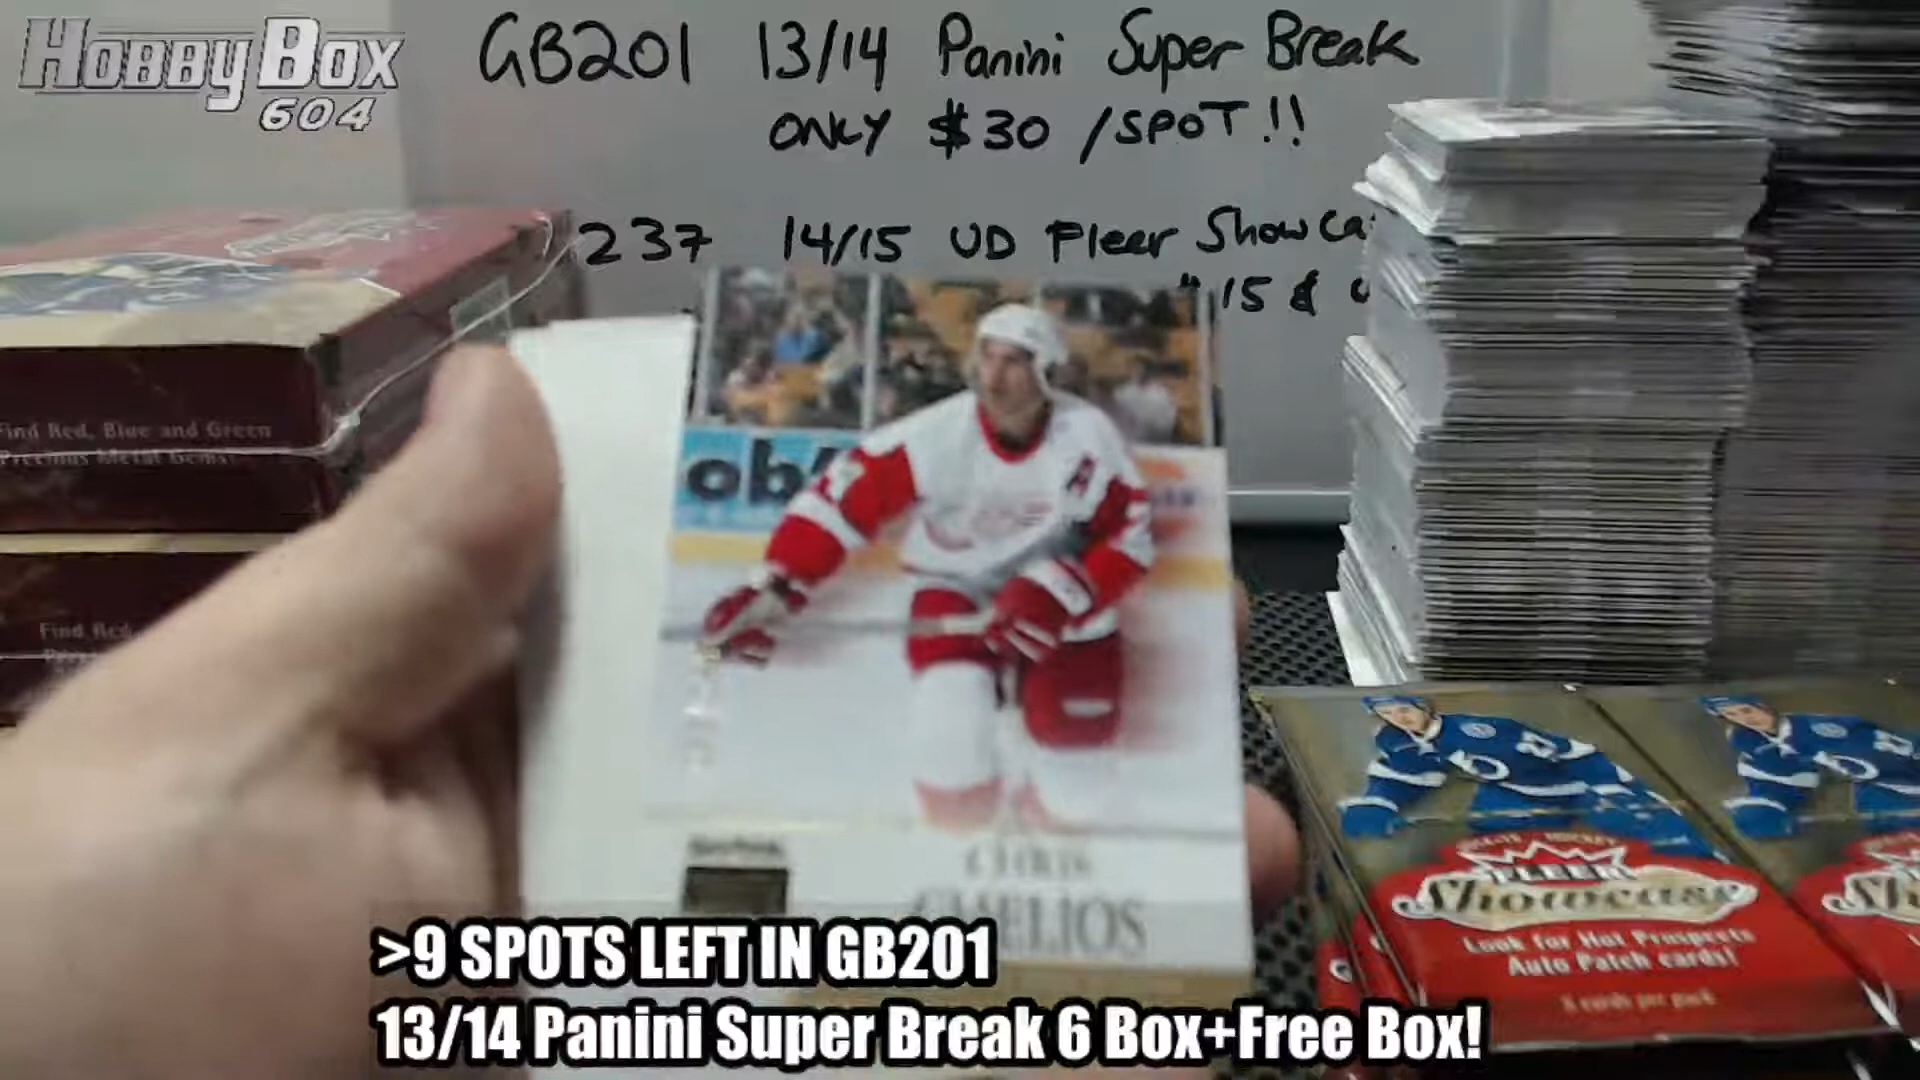 HOBBYBOX
604
GB201 13/14 Panini Super Break
ONLY $30 /SPOT!!
237 14/15 UD Fleer Showca
15 &
Find Red, Blue and Green
Precious Metal Gems!
Find Red
ob
A
CHRIS
CHELIOS
FLEER
Showcase
Look for Hot Prospects
Auto Patch cards!
>9 SPOTS LEFT IN GB201
13/14 Panini Super Break 6 Box+Free Box!